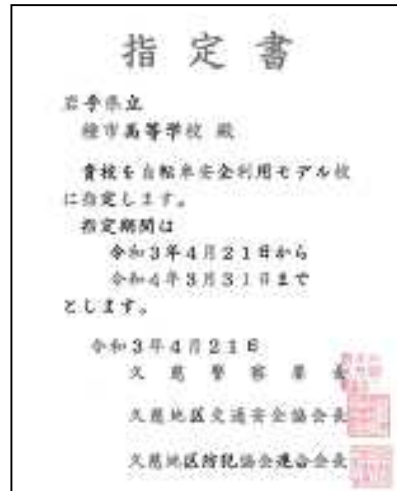 指定書
岩手県立
種市高等学校 殿
貴校を自転車安全利用モデル校
に指定します。
指定期間は
令和3年4月21日から
令和4年3月31日まで
とします。
令和3年4月21日
久慈警察署長
久慈地区交通安全協会長
久慈地区防犯協会連合会長